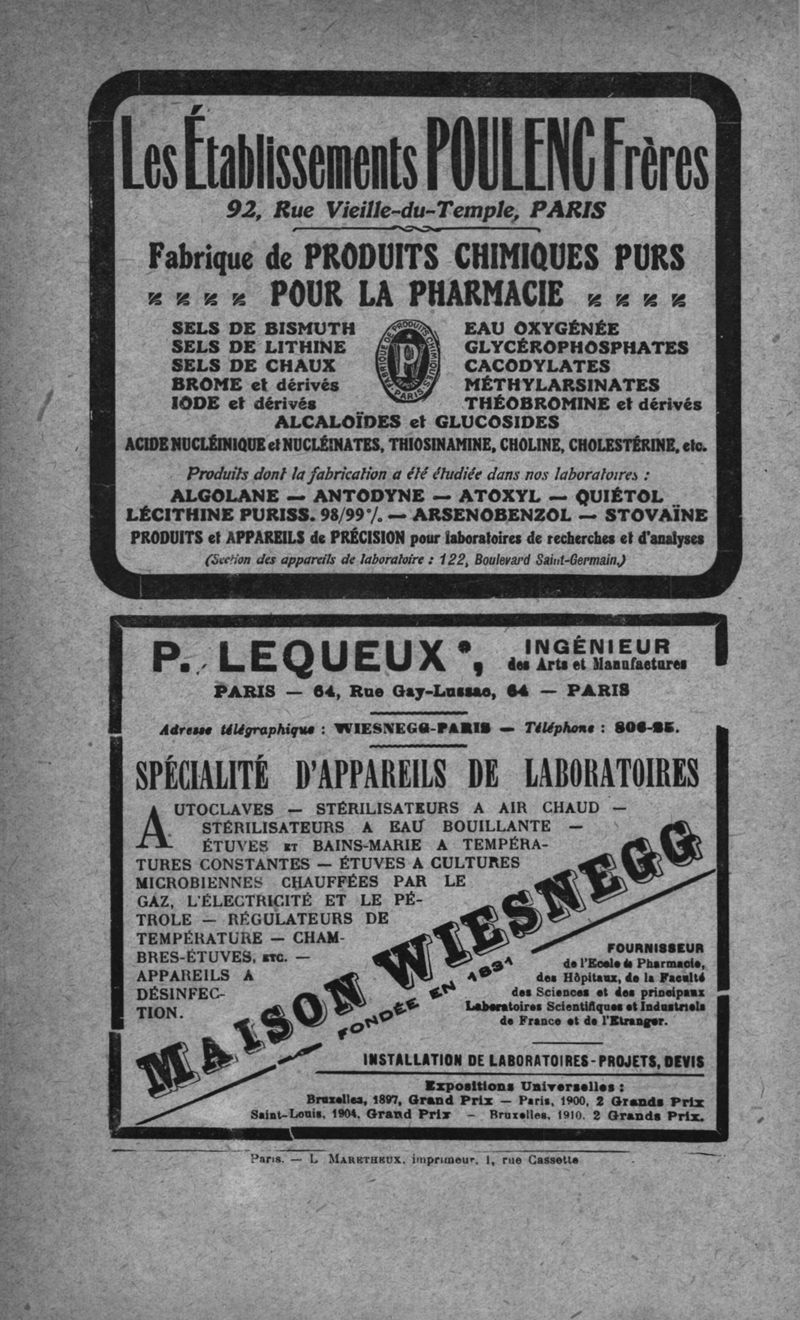 Les Établissements POULENC Frères
92, Rue Vieille-du-Temple, PARIS
Fabrique de PRODUITS CHIMIQUES PURS
POUR LA PHARMACIE
SELS DE BISMUTH
SELS DE LITHINE
SELS DE CHAUX
BROME et dérivés
IODE et dérivés
FABRIQUE DE PRODUITS CHIMIQUES
P
PARIS
EAU OXYGÉNÉE
GLYCÉROPHOSPHATES
CACODYLATES
MÉTHYLARSINATES
THÉOBROMINE et dérivés
ALCALOÏDES et GLUCOSIDES
ACIDE NUCLÉINIQUE et NUCLÉINATES, THIOSINAMINE, CHOLINE, CHOLESTÉRINE, etc.
Produits dont la fabrication a été étudiée dans nos laboratoires :
ALGOLANE — ANTODYNE — ATOXYL — QUIÉTOL
LÉCITHINE PURISS. 98/99 % — ARSENOBENZOL — STOVAÏNE
PRODUITS et APPAREILS de PRÉCISION pour laboratoires de recherches et d'analyses
(Section des appareils de laboratoire : 122, Boulevard Saint-Germain.)
P. LEQUEUX*, INGÉNIEUR
des Arts et Manufactures
PARIS — 64, Rue Gay-Lussac, 64 — PARIS
Adresse télégraphique : WIESNEGG-PARIS — Téléphone : 806-25.
SPÉCIALITÉ D'APPAREILS DE LABORATOIRES
AUTOCLAVES — STÉRILISATEURS A AIR CHAUD —
STÉRILISATEURS A EAU BOUILLANTE —
ÉTUVES ET BAINS-MARIE A TEMPÉRA-
TURES CONSTANTES — ÉTUVES A CULTURES
MICROBIENNES CHAUFFÉES PAR LE
GAZ, L'ÉLECTRICITÉ ET LE PÉ-
TROLE — RÉGULATEURS DE
TEMPÉRATURE — CHAM-
BRES-ÉTUVES, ETC. —
APPAREILS A
DÉSINFEC-
TION.
MAISON WIESNEGG
FONDÉE EN 1831
FOURNISSEUR
de l'Ecole de Pharmacie,
des Hôpitaux, de la Faculté
des Sciences et des principaux
Laboratoires Scientifiques et Industriels
de France et de l'Etranger.
INSTALLATION DE LABORATOIRES - PROJETS, DEVIS
Expositions Universelles :
Bruxelles, 1897, Grand Prix — Paris, 1900, 2 Grands Prix
Saint-Louis, 1904, Grand Prix — Bruxelles, 1910, 2 Grands Prix.
Paris. — L. MARETHEUX, imprimeur, 1, rue Cassette